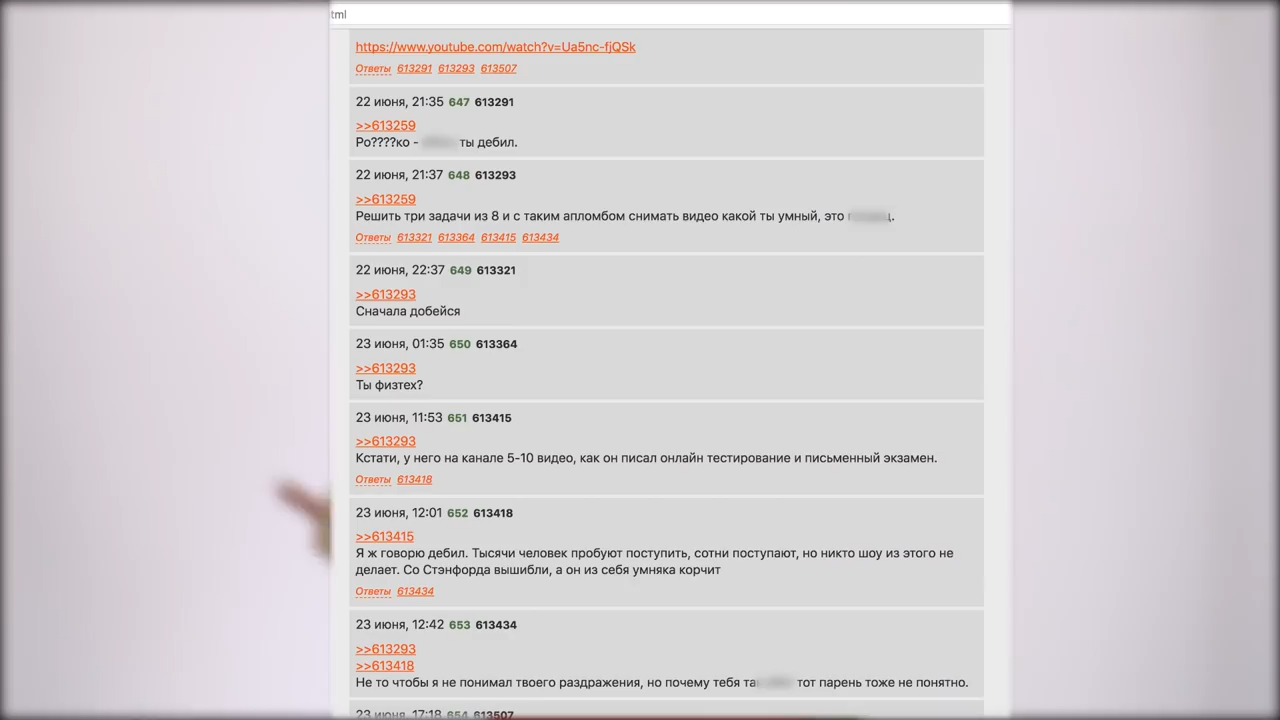 tml
https://www.youtube.com/watch?v=Ua5nc-fjQSk
Ответы 613291 613293 613507
22 июня, 21:35 647 613291
>>613259
Ро????ко - ты дебил.
22 июня, 21:37 648 613293
>>613259
Решить три задачи из 8 и с таким апломбом снимать видео какой ты умный, это
Ответы 613321 613364 613415 613434
22 июня, 22:37 649 613321
>>613293
Сначала добейся
23 июня, 01:35 650 613364
>>613293
Ты физтех?
23 июня, 11:53 651 613415
>>613293
Кстати, у него на канале 5-10 видео, как он писал онлайн тестирование и письменный экзамен.
Ответы 613418
23 июня, 12:01 652 613418
>>613415
Я ж говорю дебил. Тысячи человек пробуют поступить, сотни поступают, но никто шоу из этого не
делает. Со Стэнфорда вышибли, а он из себя умняка корчит
Ответы 613434
23 июня, 12:42 653 613434
>>613293
>>613418
Не то чтобы я не понимал твоего раздражения, но почему тебя тот парень тоже не понятно.
23 июня, 17:18 654 613507